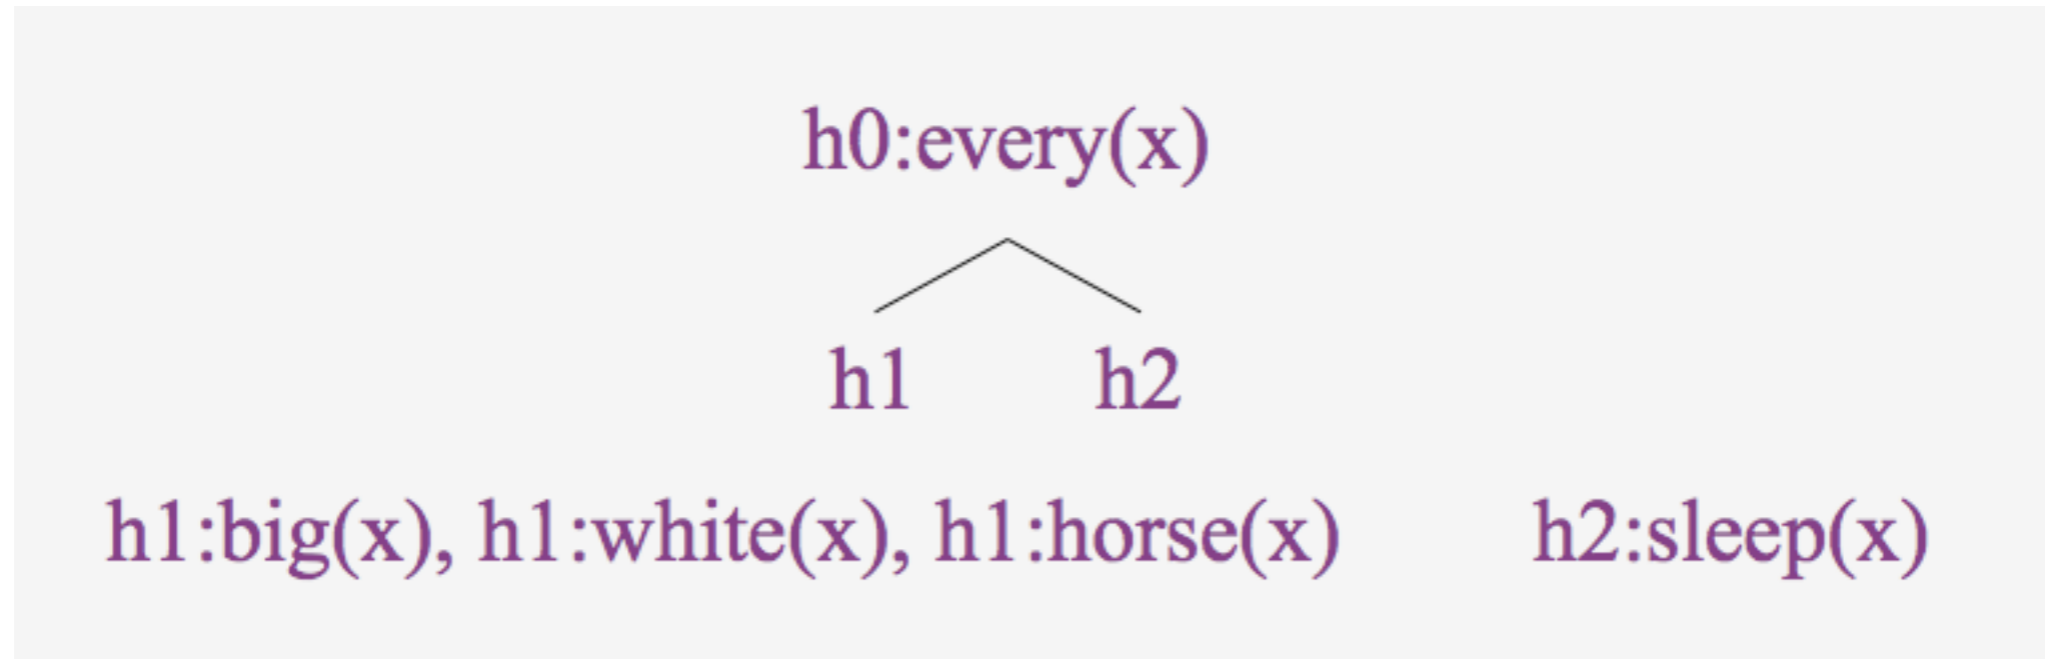 h0:every(x)
h1 h2
h1:big(x), h1:white(x), h1:horse(x) h2:sleep(x)